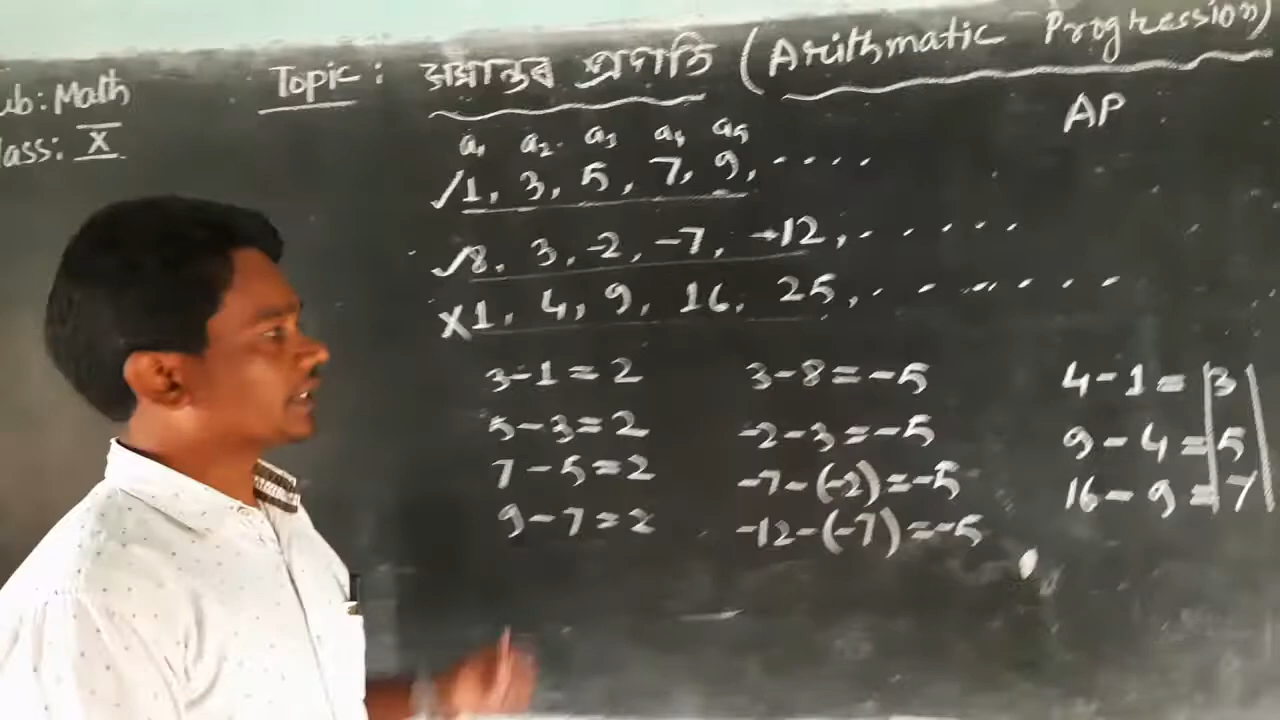 ub: Math
Topic: সমান্তৰ প্ৰগতি (Arithmatic Progression)
AP
lass: X
a₁ a₂ a₃ a₄ a₅
✓1, 3, 5, 7, 9, ....
✓8, 3, -2, -7, -12, ......
X1, 4, 9, 16, 25, .......
3-1=2 3-8=-5 4-1=3
5-3=2 -2-3=-5 9-4=5
7-5=2 -7-(-2)=-5 16-9=7
9-7=2 -12-(-7)=-5